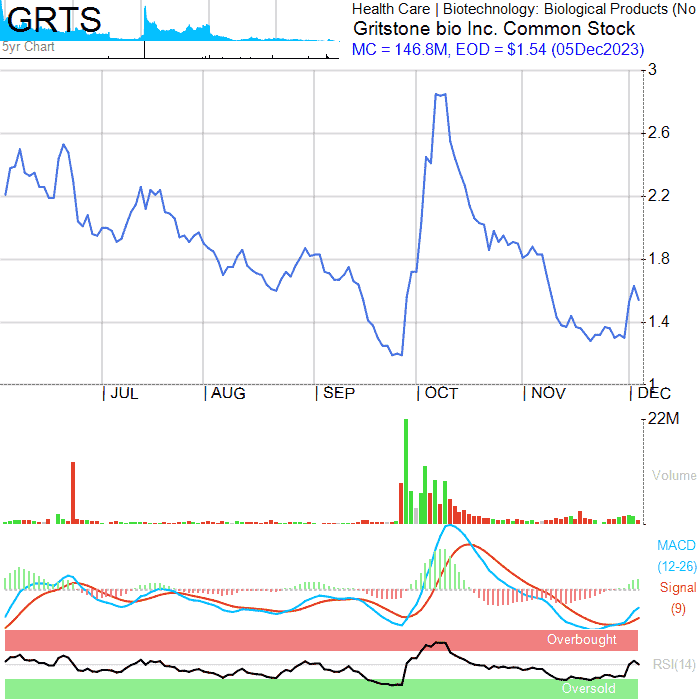 GRTS
5yr Chart
Health Care | Biotechnology: Biological Products (No
Gritstone bio Inc. Common Stock
MC = 146.8M, EOD = $1.54 (05Dec2023)
3
2.6
2.2
1.8
1.4
1
| JUL | AUG | SEP | OCT | NOV | DEC
22M
Volume
MACD
(12-26)
Signal
(9)
Overbought
RSI(14)
Oversold